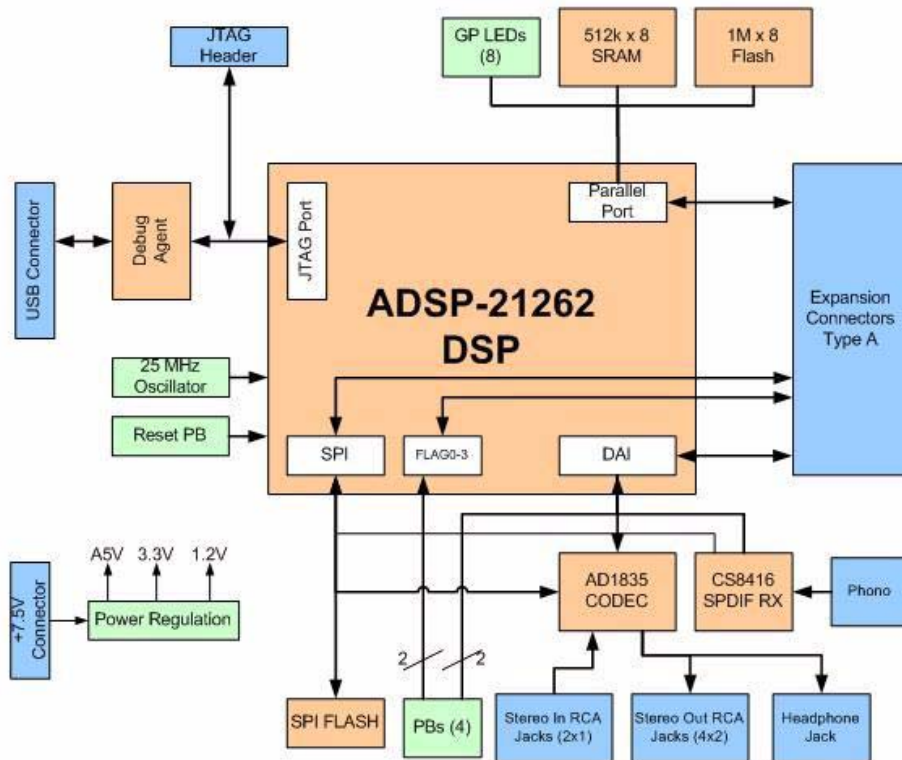 JTAG
Header
GP LEDs
(8)
512k x 8
SRAM
1M x 8
Flash
USB Connector
Debug
Agent
JTAG Port
Parallel
Port
ADSP-21262
DSP
Expansion
Connectors
Type A
25 MHz
Oscillator
Reset PB
SPI
FLAG0-3
DAI
A5V
3.3V
1.2V
+7.5V
Connector
Power Regulation
AD1835
CODEC
CS8416
SPDIF RX
Phono
2
2
SPI FLASH
PBs (4)
Stereo In RCA
Jacks (2x1)
Stereo Out RCA
Jacks (4x2)
Headphone
Jack